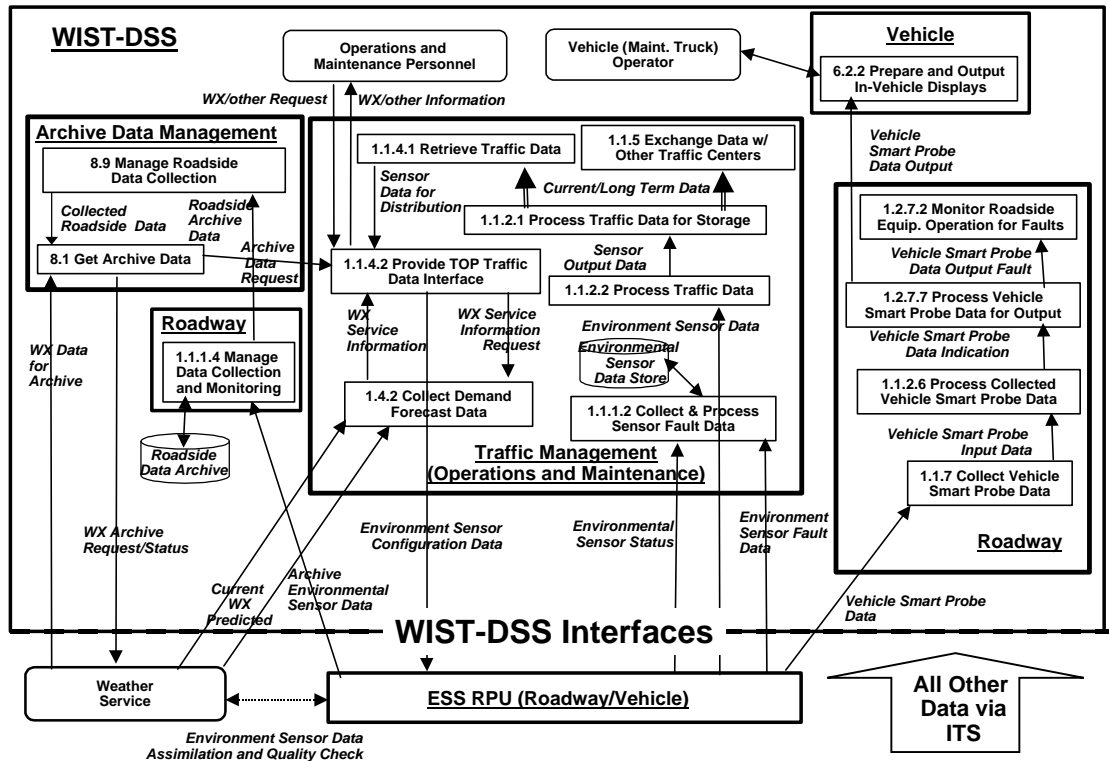 WIST-DSS
Operations and
Maintenance Personnel
Vehicle (Maint. Truck)
Operator
Vehicle
6.2.2 Prepare and Output
In-Vehicle Displays
WX/other Request
WX/other Information
Archive Data Management
8.9 Manage Roadside
Data Collection
Collected
Roadside Data
Roadside
Archive
Data
Archive
Data
Request
8.1 Get Archive Data
1.1.4.1 Retrieve Traffic Data
1.1.5 Exchange Data w/
Other Traffic Centers
Sensor
Data for
Distribution
Current/Long Term Data
1.1.2.1 Process Traffic Data for Storage
Sensor
Output Data
1.1.4.2 Provide TOP Traffic
Data Interface
1.1.2.2 Process Traffic Data
WX
Service
Information
WX Service
Information
Request
Environment Sensor Data
Environmental
Sensor
Data Store
1.4.2 Collect Demand
Forecast Data
1.1.1.2 Collect & Process
Sensor Fault Data
Traffic Management
(Operations and Maintenance)
Vehicle
Smart Probe
Data Output
1.2.7.2 Monitor Roadside
Equip. Operation for Faults
Vehicle Smart Probe
Data Output Fault
1.2.7.7 Process Vehicle
Smart Probe Data for Output
Vehicle Smart Probe
Data Indication
1.1.2.6 Process Collected
Vehicle Smart Probe Data
Vehicle Smart Probe
Input Data
1.1.7 Collect Vehicle
Smart Probe Data
Roadway
Roadway
1.1.1.4 Manage
Data Collection
and Monitoring
Roadside
Data Archive
WX Data
for
Archive
WX Archive
Request/Status
Current
WX
Predicted
Archive
Environmental
Sensor Data
Environment Sensor
Configuration Data
Environmental
Sensor Status
Environment
Sensor Fault
Data
Vehicle Smart Probe
Data
WIST-DSS Interfaces
Weather
Service
ESS RPU (Roadway/Vehicle)
All Other
Data via
ITS
Environment Sensor Data
Assimilation and Quality Check